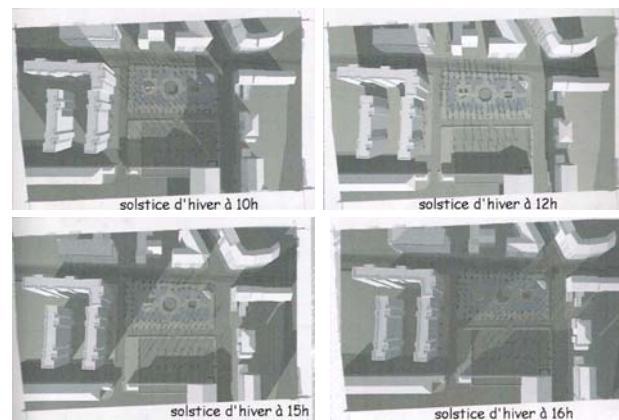 solstice d'hiver à 10h
solstice d'hiver à 12h
solstice d'hiver à 15h
solstice d'hiver à 16h